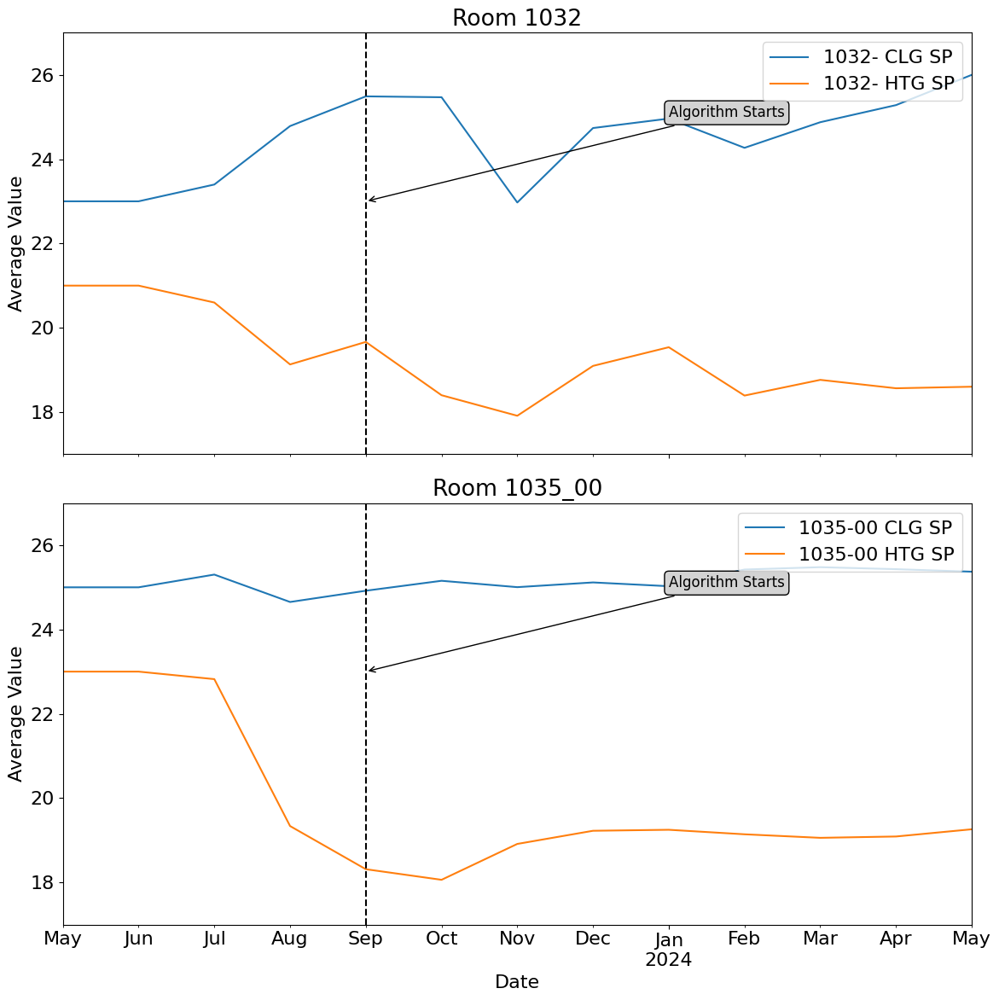 Room 1032
1032- CLG SP
1032- HTG SP
Algorithm Starts
26
24
22
20
18
Average Value
Room 1035_00
1035-00 CLG SP
1035-00 HTG SP
Algorithm Starts
26
24
22
20
18
Average Value
May Jun Jul Aug Sep Oct Nov Dec Jan Feb Mar Apr May
2024
Date